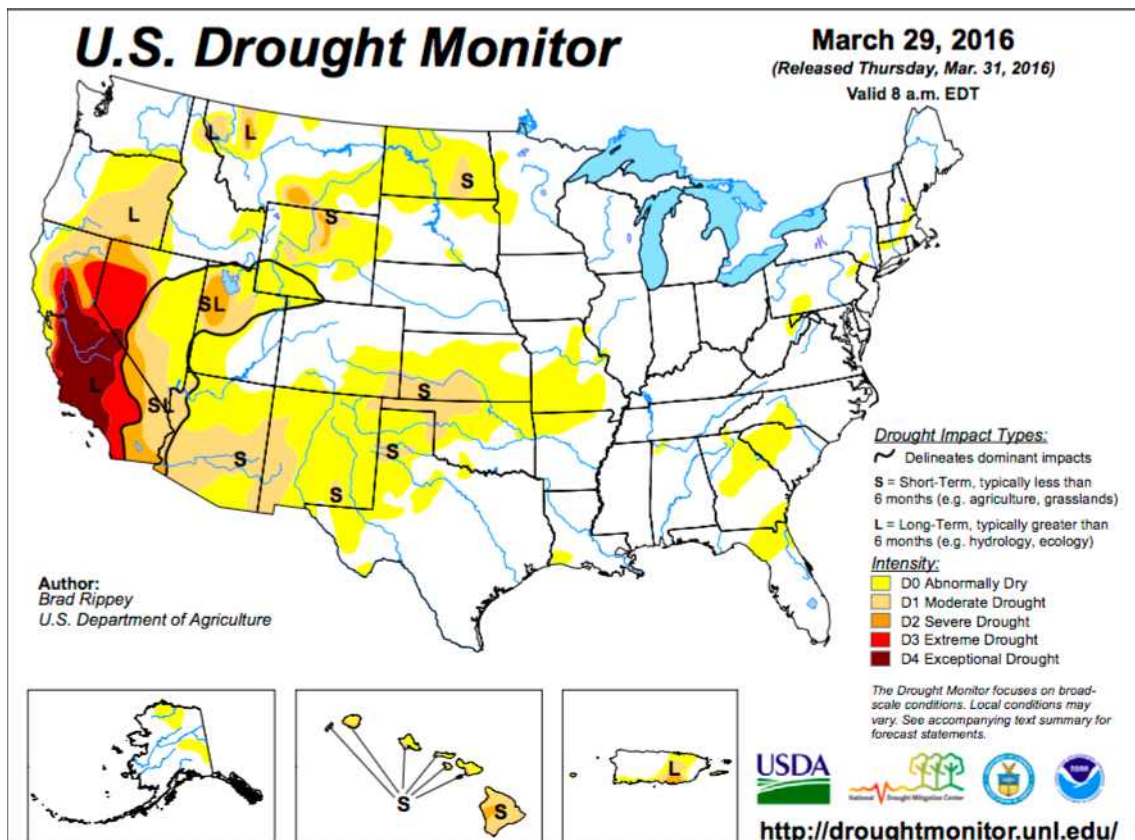 U.S. Drought Monitor
March 29, 2016
(Released Thursday, Mar. 31, 2016)
Valid 8 a.m. EDT
L
L
S
L
S
SL
L
S
SL
S
S
S
Drought Impact Types:
Delineates dominant impacts
S = Short-Term, typically less than
6 months (e.g. agriculture, grasslands)
L = Long-Term, typically greater than
6 months (e.g. hydrology, ecology)
Intensity:
D0 Abnormally Dry
D1 Moderate Drought
D2 Severe Drought
D3 Extreme Drought
D4 Exceptional Drought
Author:
Brad Rippey
U.S. Department of Agriculture
The Drought Monitor focuses on broad-
scale conditions. Local conditions may
vary. See accompanying text summary for
forecast statements.
S
S
L
USDA
National Drought Mitigation Center
http://droughtmonitor.unl.edu/